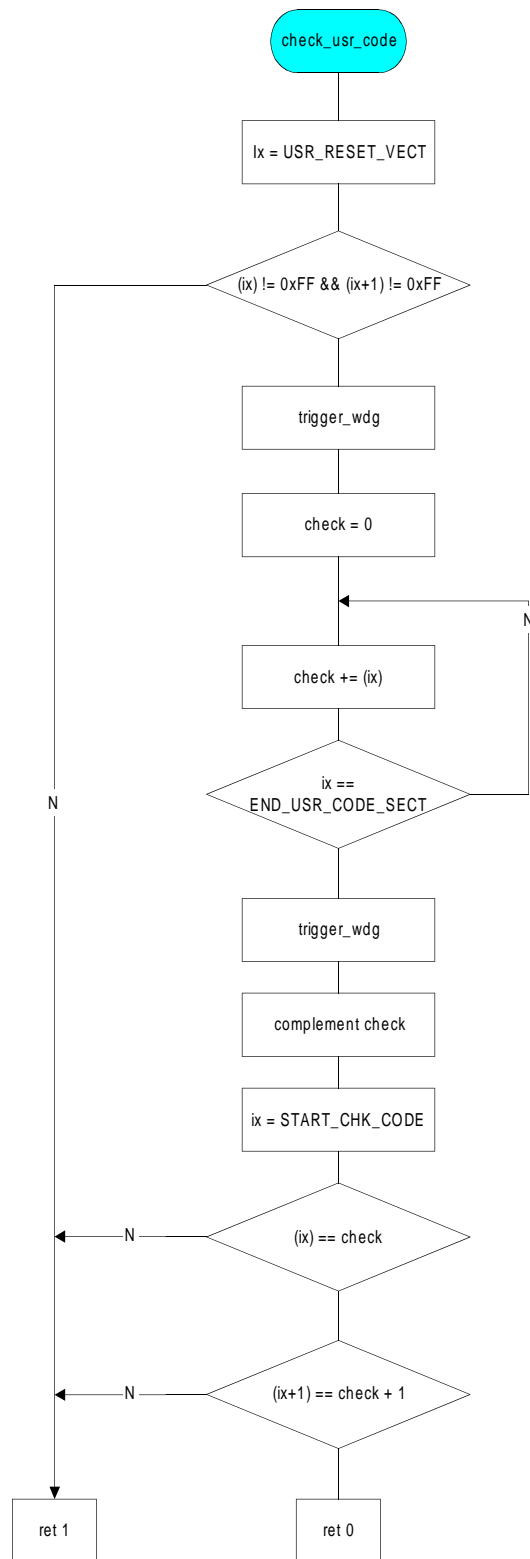 check_usr_code
Ix = USR_RESET_VECT
(ix) != 0xFF && (ix+1) != 0xFF
trigger_wdg
check = 0
N
check += (ix)
ix ==
END_USR_CODE_SECT
N
trigger_wdg
complement check
ix = START_CHK_CODE
N
(ix) == check
N
(ix+1) == check + 1
ret 1
ret 0